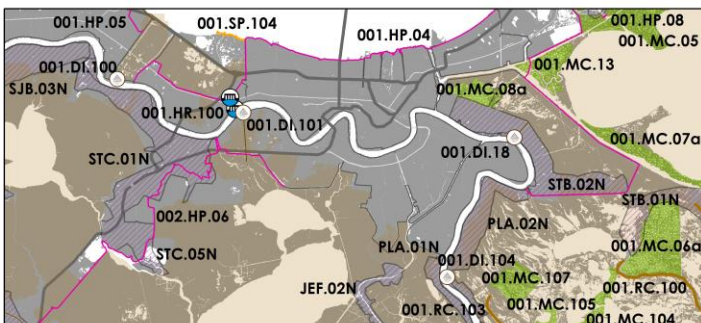 001.HP.05
001.SP.104
001.HP.04
001.HP.08
001.MC.05
001.MC.13
001.DI.100
SJB.03N
001.MC.08a
001.HR.100
001.DI.101
001.MC.07a
001.DI.18
STC.01N
STB.02N
STB.01N
002.HP.06
PLA.02N
STC.05N
PLA.01N
001.MC.06a
001.DI.104
001.MC.107
JEF.02N
001.RC.100
001.RC.103
001.MC.105
001.MC.104